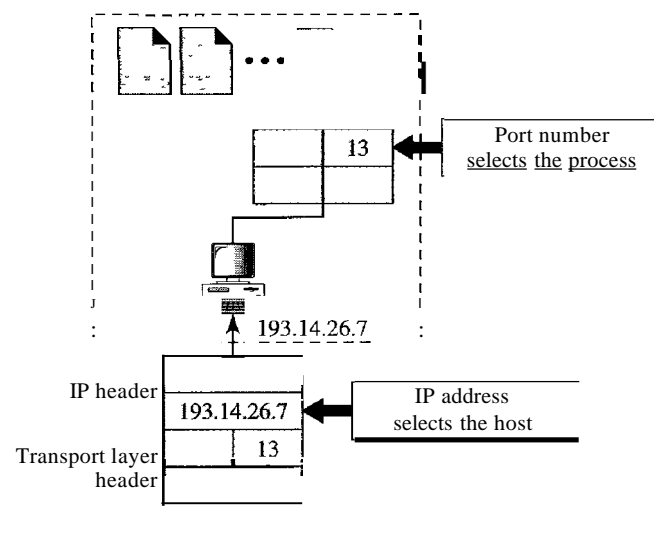 13
Port number
selects the process
193.14.26.7
IP header
193.14.26.7
IP address
selects the host
Transport layer
header
13